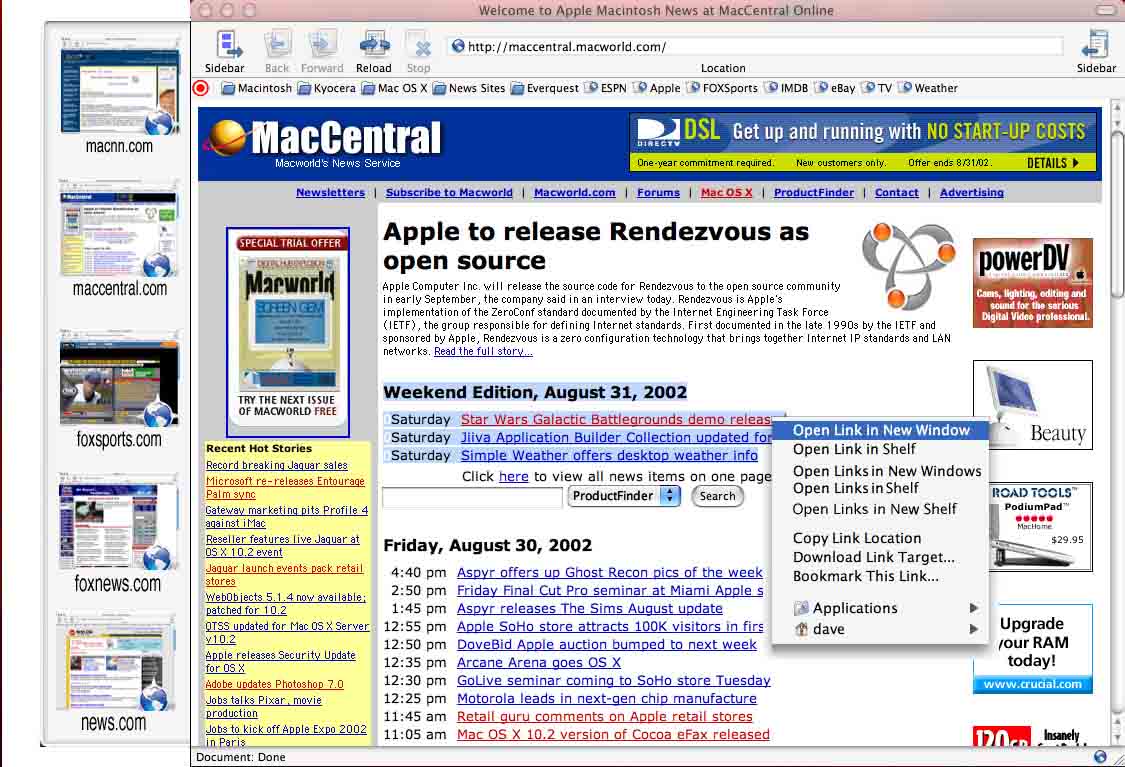 Welcome to Apple Macintosh News at MacCentral Online
Sidebar
Back
Forward
Reload
Stop
http://maccentral.macworld.com/
Location
Sidebar
Macintosh
Kyocera
Mac OS X
News Sites
Everquest
ESPN
Apple
FOXSports
IMDB
eBay
TV
Weather
macnn.com
maccentral.com
foxsports.com
foxnews.com
news.com
MacCentral
Macworld's News Service
DIRECTV DSL Get up and running with NO START-UP COSTS
One-year commitment required. New customers only. Offer ends 8/31/02. DETAILS
Newsletters | Subscribe to Macworld | Macworld.com | Forums | Mac OS X | ProductFinder | Contact | Advertising
SPECIAL TRIAL OFFER
DIGITAL HUB EXPLOSION
Macworld
SCREEN GEM
TRY THE NEXT ISSUE
OF MACWORLD FREE
Recent Hot Stories
Record breaking Jaguar sales
Microsoft re-releases Entourage
Palm sync
Gateway marketing pits Profile 4
against iMac
Reseller features live Jaguar at
OS X 10.2 event
Jaguar launch events pack retail
stores
WebObjects 5.1.4 now available;
patched for 10.2
QTSS updated for Mac OS X Server
v10.2
Apple releases Security Update
for OS X
Adobe updates Photoshop 7.0
Jobs talks Pixar, movie
production
Jobs to kick off Apple Expo 2002
in Paris
Apple to release Rendezvous as
open source
Apple Computer Inc. will release the source code for Rendezvous to the open source community
in early September, the company said in an interview today. Rendezvous is Apple's
implementation of the ZeroConf standard documented by the Internet Engineering Task Force
(IETF), the group responsible for defining Internet standards. First documented in the late 1990s by the IETF and
sponsored by Apple, Rendezvous is a zero configuration technology that brings together Internet IP standards and LAN
networks. Read the full story...
Weekend Edition, August 31, 2002
Saturday Star Wars Galactic Battlegrounds demo releas
Saturday Jiiva Application Builder Collection updated for
Saturday Simple Weather offers desktop weather info
Click here to view all news items on one page
ProductFinder
Search
Friday, August 30, 2002
4:40 pm Aspyr offers up Ghost Recon pics of the week
2:50 pm Friday Final Cut Pro seminar at Miami Apple s
1:45 pm Aspyr releases The Sims August update
12:55 pm Apple SoHo store attracts 100K visitors in firs
12:50 pm DoveBid Apple auction bumped to next week
12:35 pm Arcane Arena goes OS X
12:30 pm GoLive seminar coming to SoHo store Tuesday
12:25 pm Motorola leads in next-gen chip manufacture
11:45 am Retail guru comments on Apple retail stores
11:05 am Mac OS X 10.2 version of Cocoa eFax released
Open Link in New Window
Open Link in Shelf
Open Links in New Windows
Open Links in Shelf
Open Links in New Shelf
Copy Link Location
Download Link Target...
Bookmark This Link...
Applications
dave
powerDV
Cams, lighting, editing and
sound for the serious
Digital Video professional.
Beauty
ROAD TOOLS™
PodiumPad™
MacHome
$29.95
Upgrade
your RAM
today!
www.crucial.com
120GB
Insanely
Document: Done